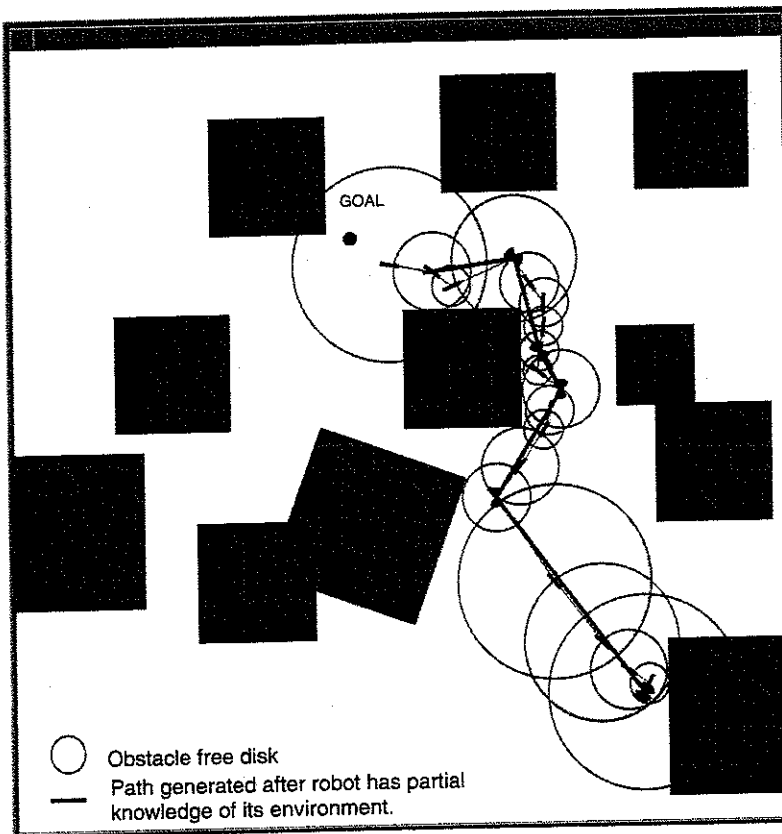 GOAL
Obstacle free disk
Path generated after robot has partial
knowledge of its environment.